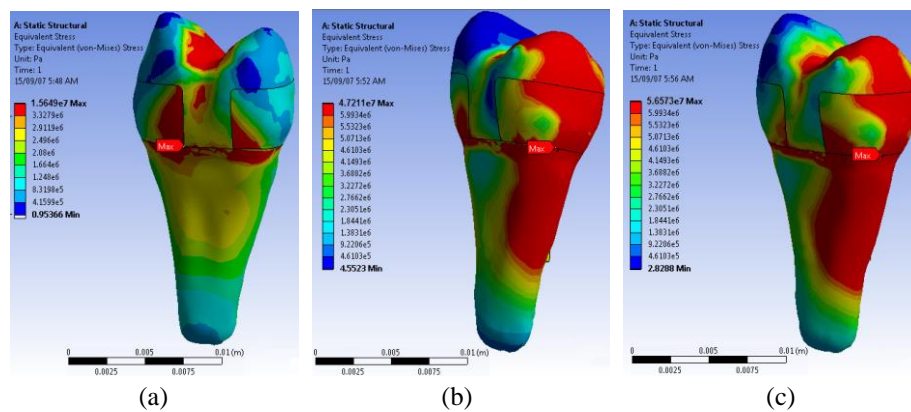 A: Static Structural
Equivalent Stress
Type: Equivalent (von-Mises) Stress
Unit: Pa
Time: 1
15/09/07 5:48 AM
1.5649e7 Max
3.3279e6
2.9119e6
2.496e6
2.08e6
1.664e6
1.248e6
8.3198e5
4.1599e5
0.95366 Min
Max
0
0.005
0.01 (m)
0.0025
0.0075
(a)
A: Static Structural
Equivalent Stress
Type: Equivalent (von-Mises) Stress
Unit: Pa
Time: 1
15/09/07 5:52 AM
4.7211e7 Max
5.9934e6
5.5323e6
5.0713e6
4.6103e6
4.1493e6
3.6882e6
3.2272e6
2.7662e6
2.3051e6
1.8441e6
1.3831e6
9.2206e5
4.6103e5
4.5523 Min
Max
0
0.005
0.01 (m)
0.0025
0.0075
(b)
A: Static Structural
Equivalent Stress
Type: Equivalent (von-Mises) Stress
Unit: Pa
Time: 1
15/09/07 5:56 AM
5.6573e7 Max
5.9934e6
5.5323e6
5.0713e6
4.6103e6
4.1493e6
3.6882e6
3.2272e6
2.7662e6
2.3051e6
1.8441e6
1.3831e6
9.2206e5
4.6103e5
2.8288 Min
Max
0
0.005
0.01 (m)
0.0025
0.0075
(c)